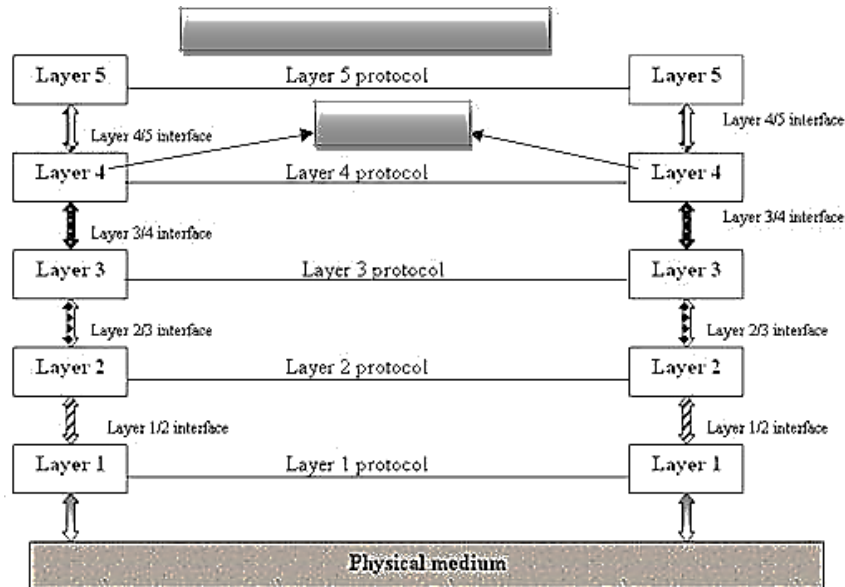 Layer 5 Layer 5 protocol Layer 5
Layer 4/5 interface Layer 4/5 interface
Layer 4 Layer 4 protocol Layer 4
Layer 3/4 interface Layer 3/4 interface
Layer 3 Layer 3 protocol Layer 3
Layer 2/3 interface Layer 2/3 interface
Layer 2 Layer 2 protocol Layer 2
Layer 1/2 interface Layer 1/2 interface
Layer 1 Layer 1 protocol Layer 1
Physical medium